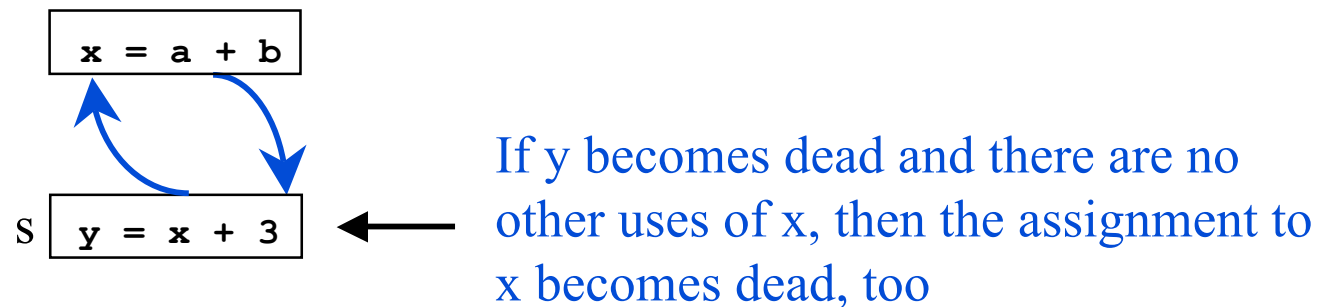 x = a + b
s y = x + 3
If y becomes dead and there are no
other uses of x, then the assignment to
x becomes dead, too